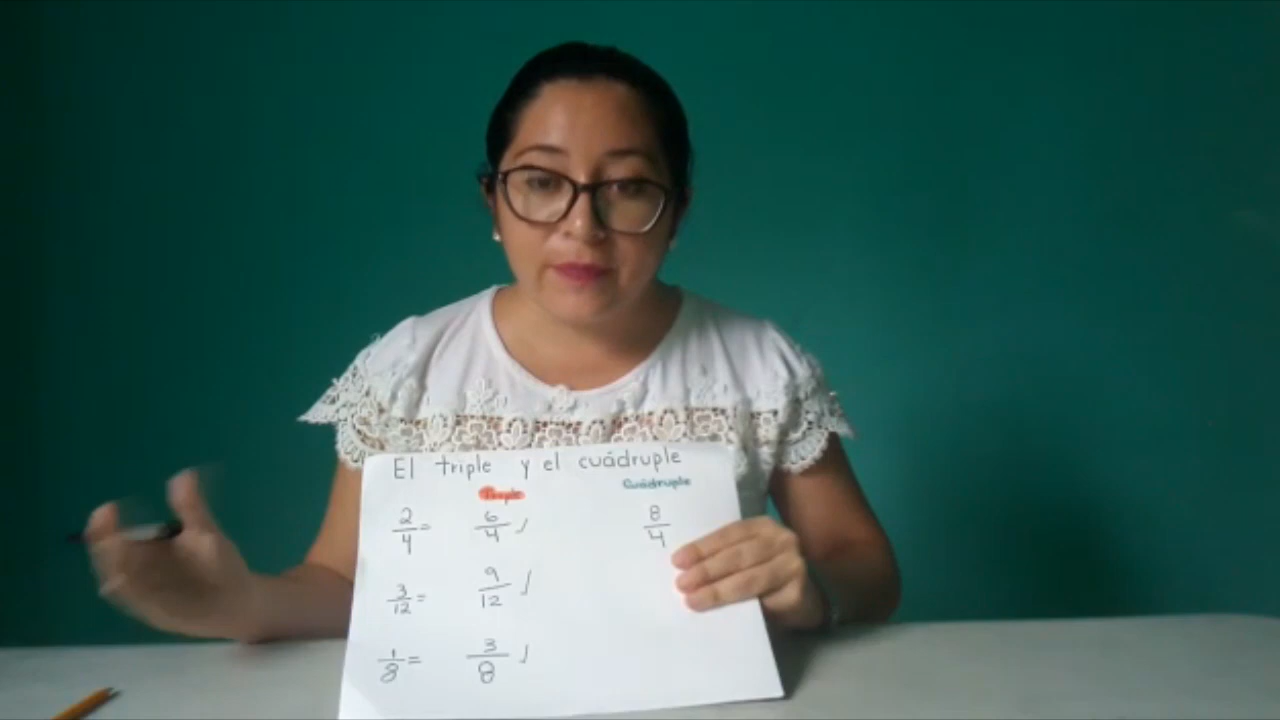 El triple y el cuádruple
Triple Cuádruple
2/4= 6/4 8/4
3/12= 9/12
1/8= 3/8